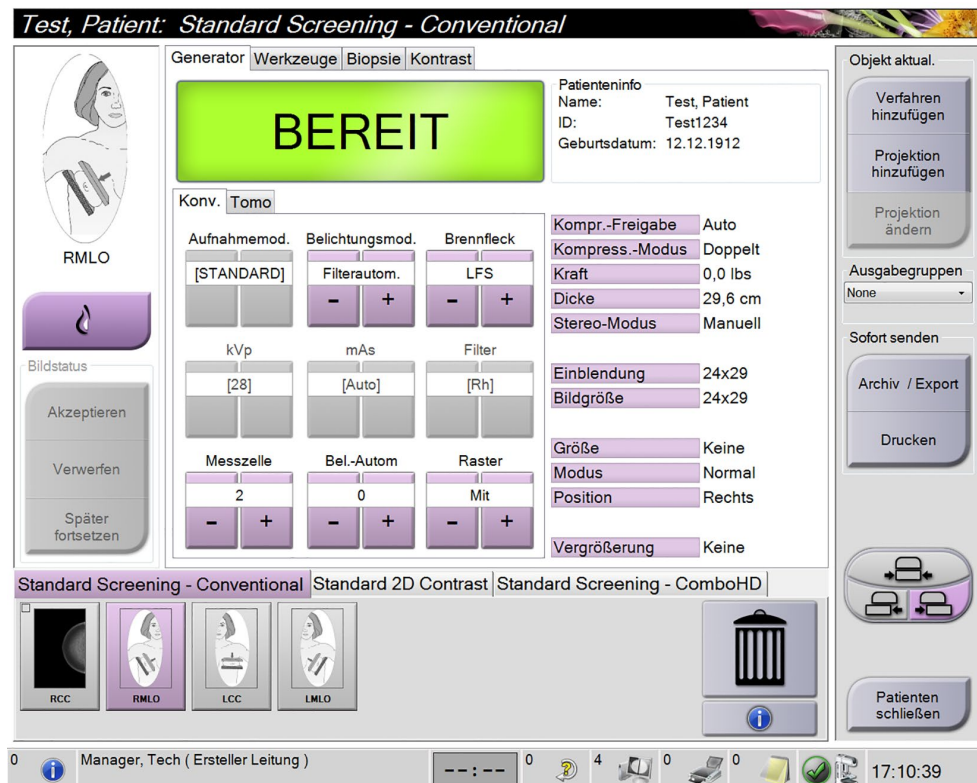 Test, Patient: Standard Screening - Conventional
RMLO
Bildstatus
Akzeptieren
Verwerfen
Später
fortsetzen
Generator Werkzeuge Biopsie Kontrast
BEREIT
Patienteninfo
Name: Test, Patient
ID: Test1234
Geburtsdatum: 12.12.1912
Konv. Tomo
Aufnahmemod. Belichtungsmod. Brennfleck
[STANDARD] Filterautom. LFS
- + - +
kVp mAs Filter
[28] [Auto] [Rh]
Messzelle Bel.-Autom Raster
2 0 Mit
- + - + - +
Kompr.-Freigabe Auto
Kompress.-Modus Doppelt
Kraft 0,0 lbs
Dicke 29,6 cm
Stereo-Modus Manuell
Einblendung 24x29
Bildgröße 24x29
Größe Keine
Modus Normal
Position Rechts
Vergrößerung Keine
Objekt aktual.
Verfahren
hinzufügen
Projektion
hinzufügen
Projektion
ändern
Ausgabegruppen
None
Sofort senden
Archiv / Export
Drucken
Patienten
schließen
Standard Screening - Conventional Standard 2D Contrast Standard Screening - ComboHD
RCC RMLO LCC LMLO
0 Manager, Tech ( Ersteller Leitung ) --:-- 0 4 0 0 17:10:39